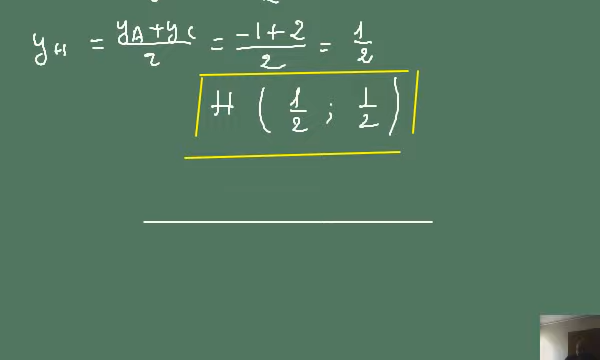 y_H = (y_A + y_C)/2 = (-1+2)/2 = 1/2
H ( 1/2 ; 1/2 )